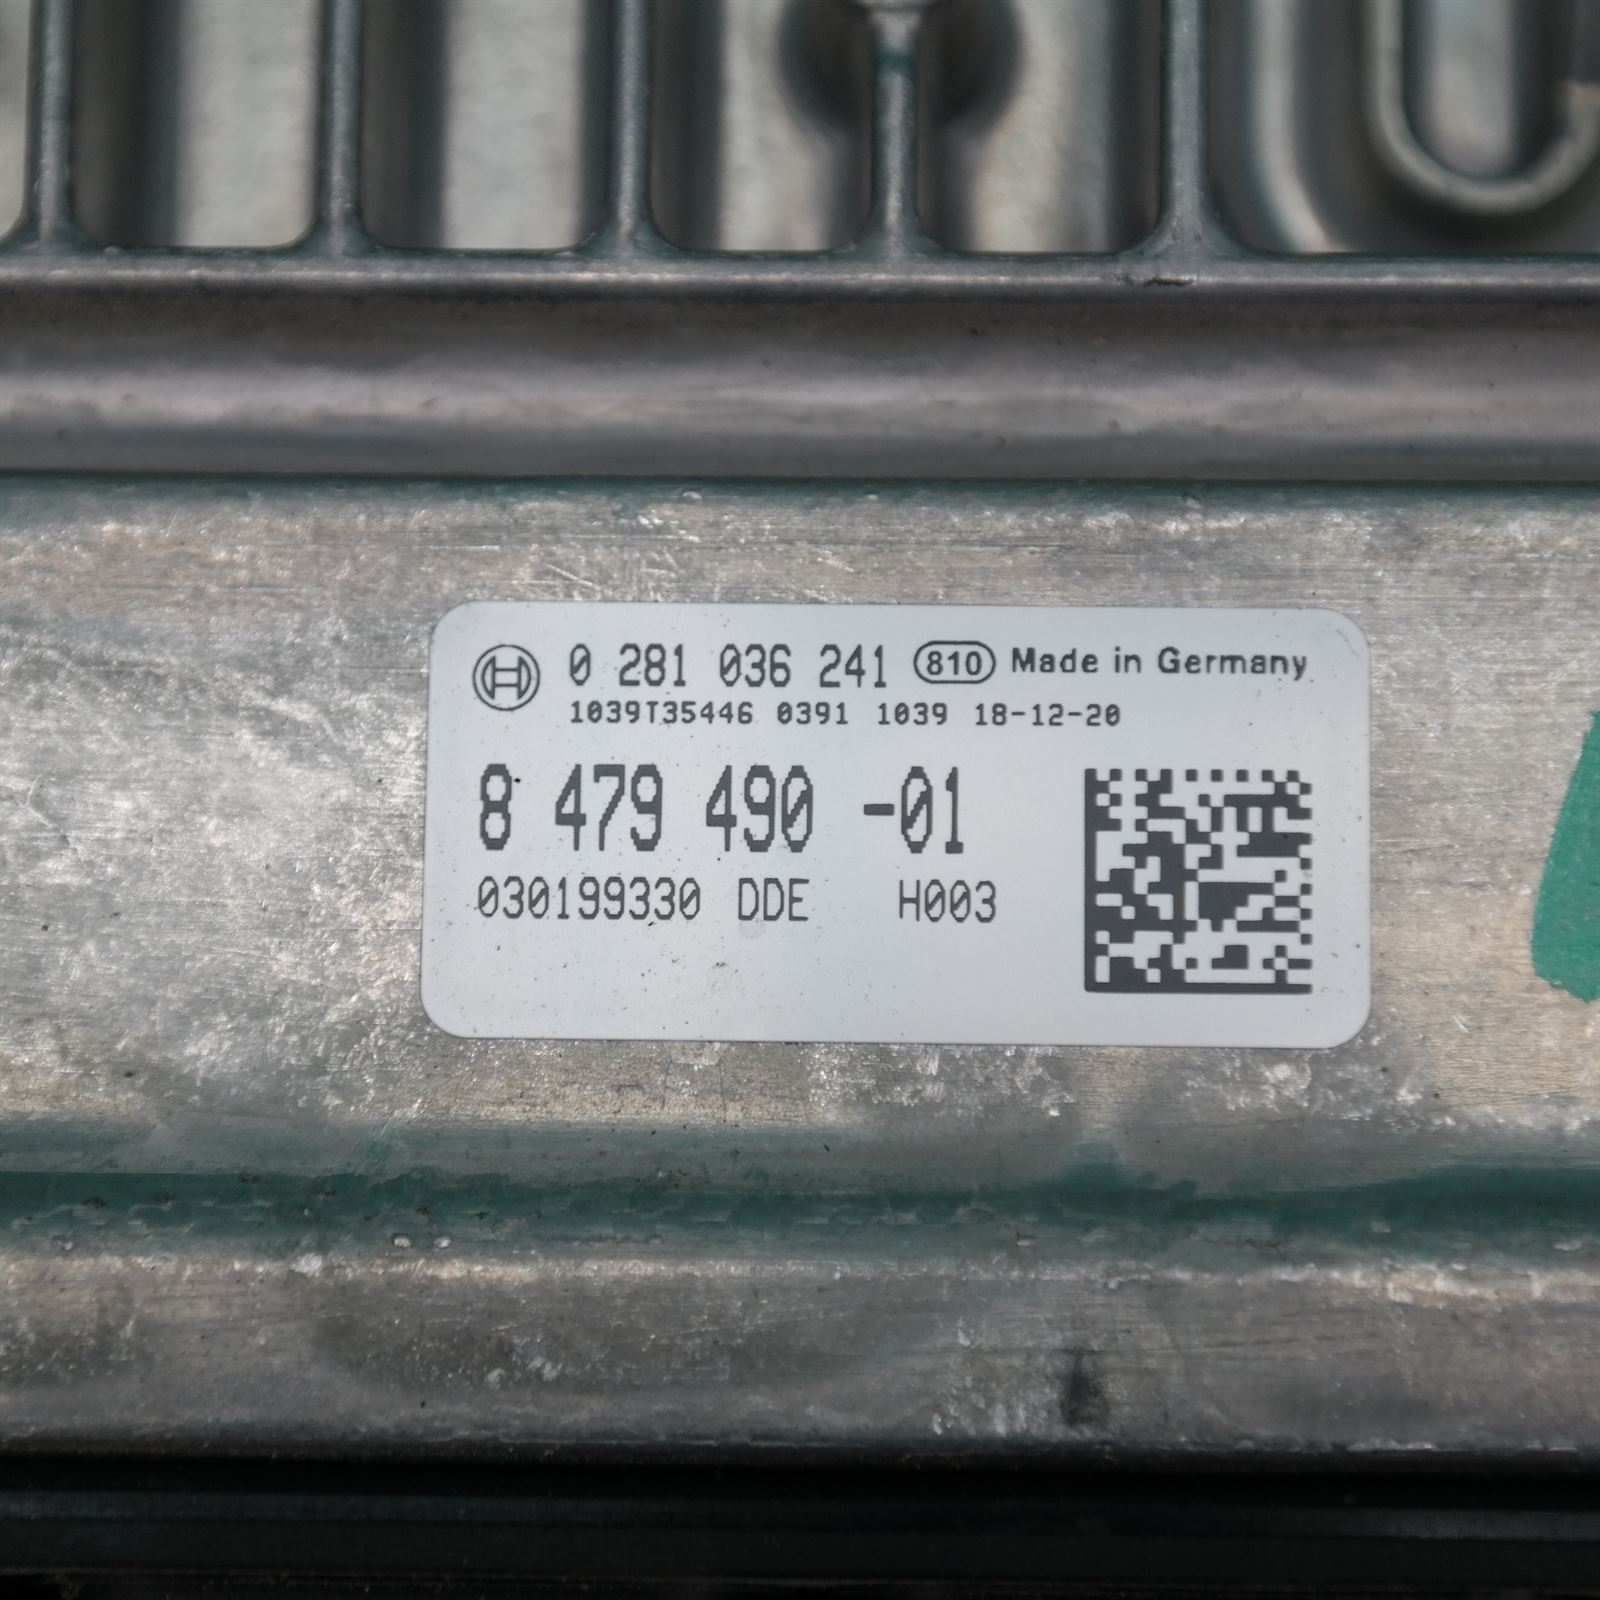 0 281 036 241 810 Made in Germany
1039T35446 0391 1039 18-12-20
8 479 490 -01
030199330 DDE H003